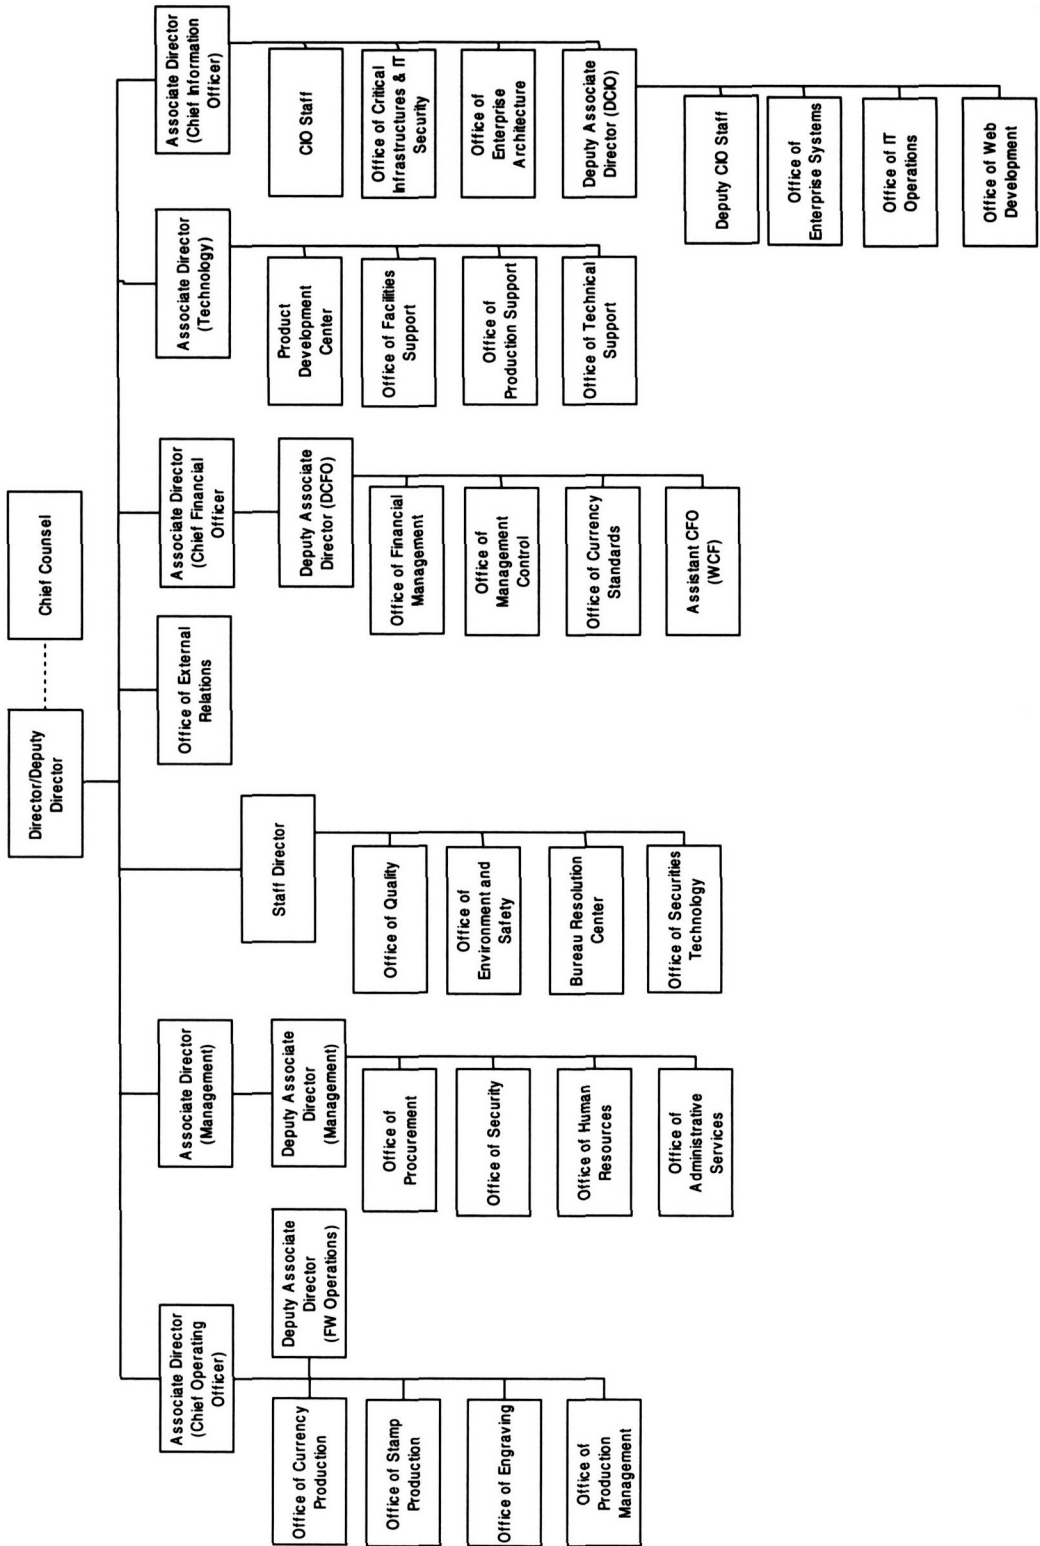 Director/Deputy
Director
Chief Counsel
Associate Director
(Chief Operating
Officer)
Office of Currency
Production
Deputy Associate
Director
(FW Operations)
Office of Stamp
Production
Office of Engraving
Office of
Production
Management
Associate Director
(Management)
Deputy Associate
Director
(Management)
Office of
Procurement
Office of Security
Office of Human
Resources
Office of
Administrative
Services
Staff Director
Office of Quality
Office of
Environment and
Safety
Bureau Resolution
Center
Office of Securities
Technology
Office of External
Relations
Associate Director
(Chief Financial
Officer
Deputy Associate
Director (DCFO)
Office of Financial
Management
Office of
Management
Control
Office of Currency
Standards
Assistant CFO
(WCF)
Associate Director
(Technology)
Product
Development
Center
Office of Facilities
Support
Office of
Production Support
Office of Technical
Support
Associate Director
(Chief Information
Officer)
CIO Staff
Office of Critical
Infrastructures & IT
Security
Office of
Enterprise
Architecture
Deputy Associate
Director (DCIO)
Deputy CIO Staff
Office of
Enterprise Systems
Office of IT
Operations
Office of Web
Development